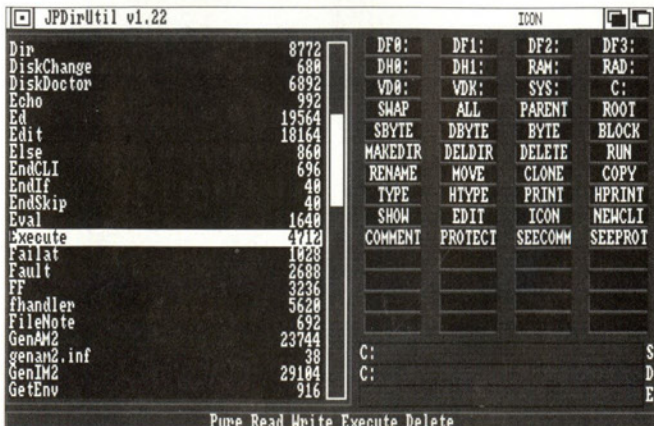 JPDirUtil v1.22 ICON
Dir 8772
DiskChange 680
DiskDoctor 6892
Echo 992
Ed 19564
Edit 18164
Else 860
EndCLI 696
EndIf 40
EndSkip 40
Eval 1640
Execute 4712
Failat 1028
Fault 2688
FF 3236
fhandler 5620
FileNote 692
GenAM2 23744
genam2.inf 38
GenIM2 29104
GetEnv 916
DF0: DF1: DF2: DF3:
DH0: DH1: RAM: RAD:
VD0: VDK: SYS: C:
SWAP ALL PARENT ROOT
SBYTE DBYTE BYTE BLOCK
MAKEDIR DELDIR DELETE RUN
RENAME MOVE CLONE COPY
TYPE HTYPE PRINT HPRINT
SHOW EDIT ICON NEWCLI
COMMENT PROTECT SEECOMM SEEPROT
C: S
C: D
E
Pure Read Write Execute Delete